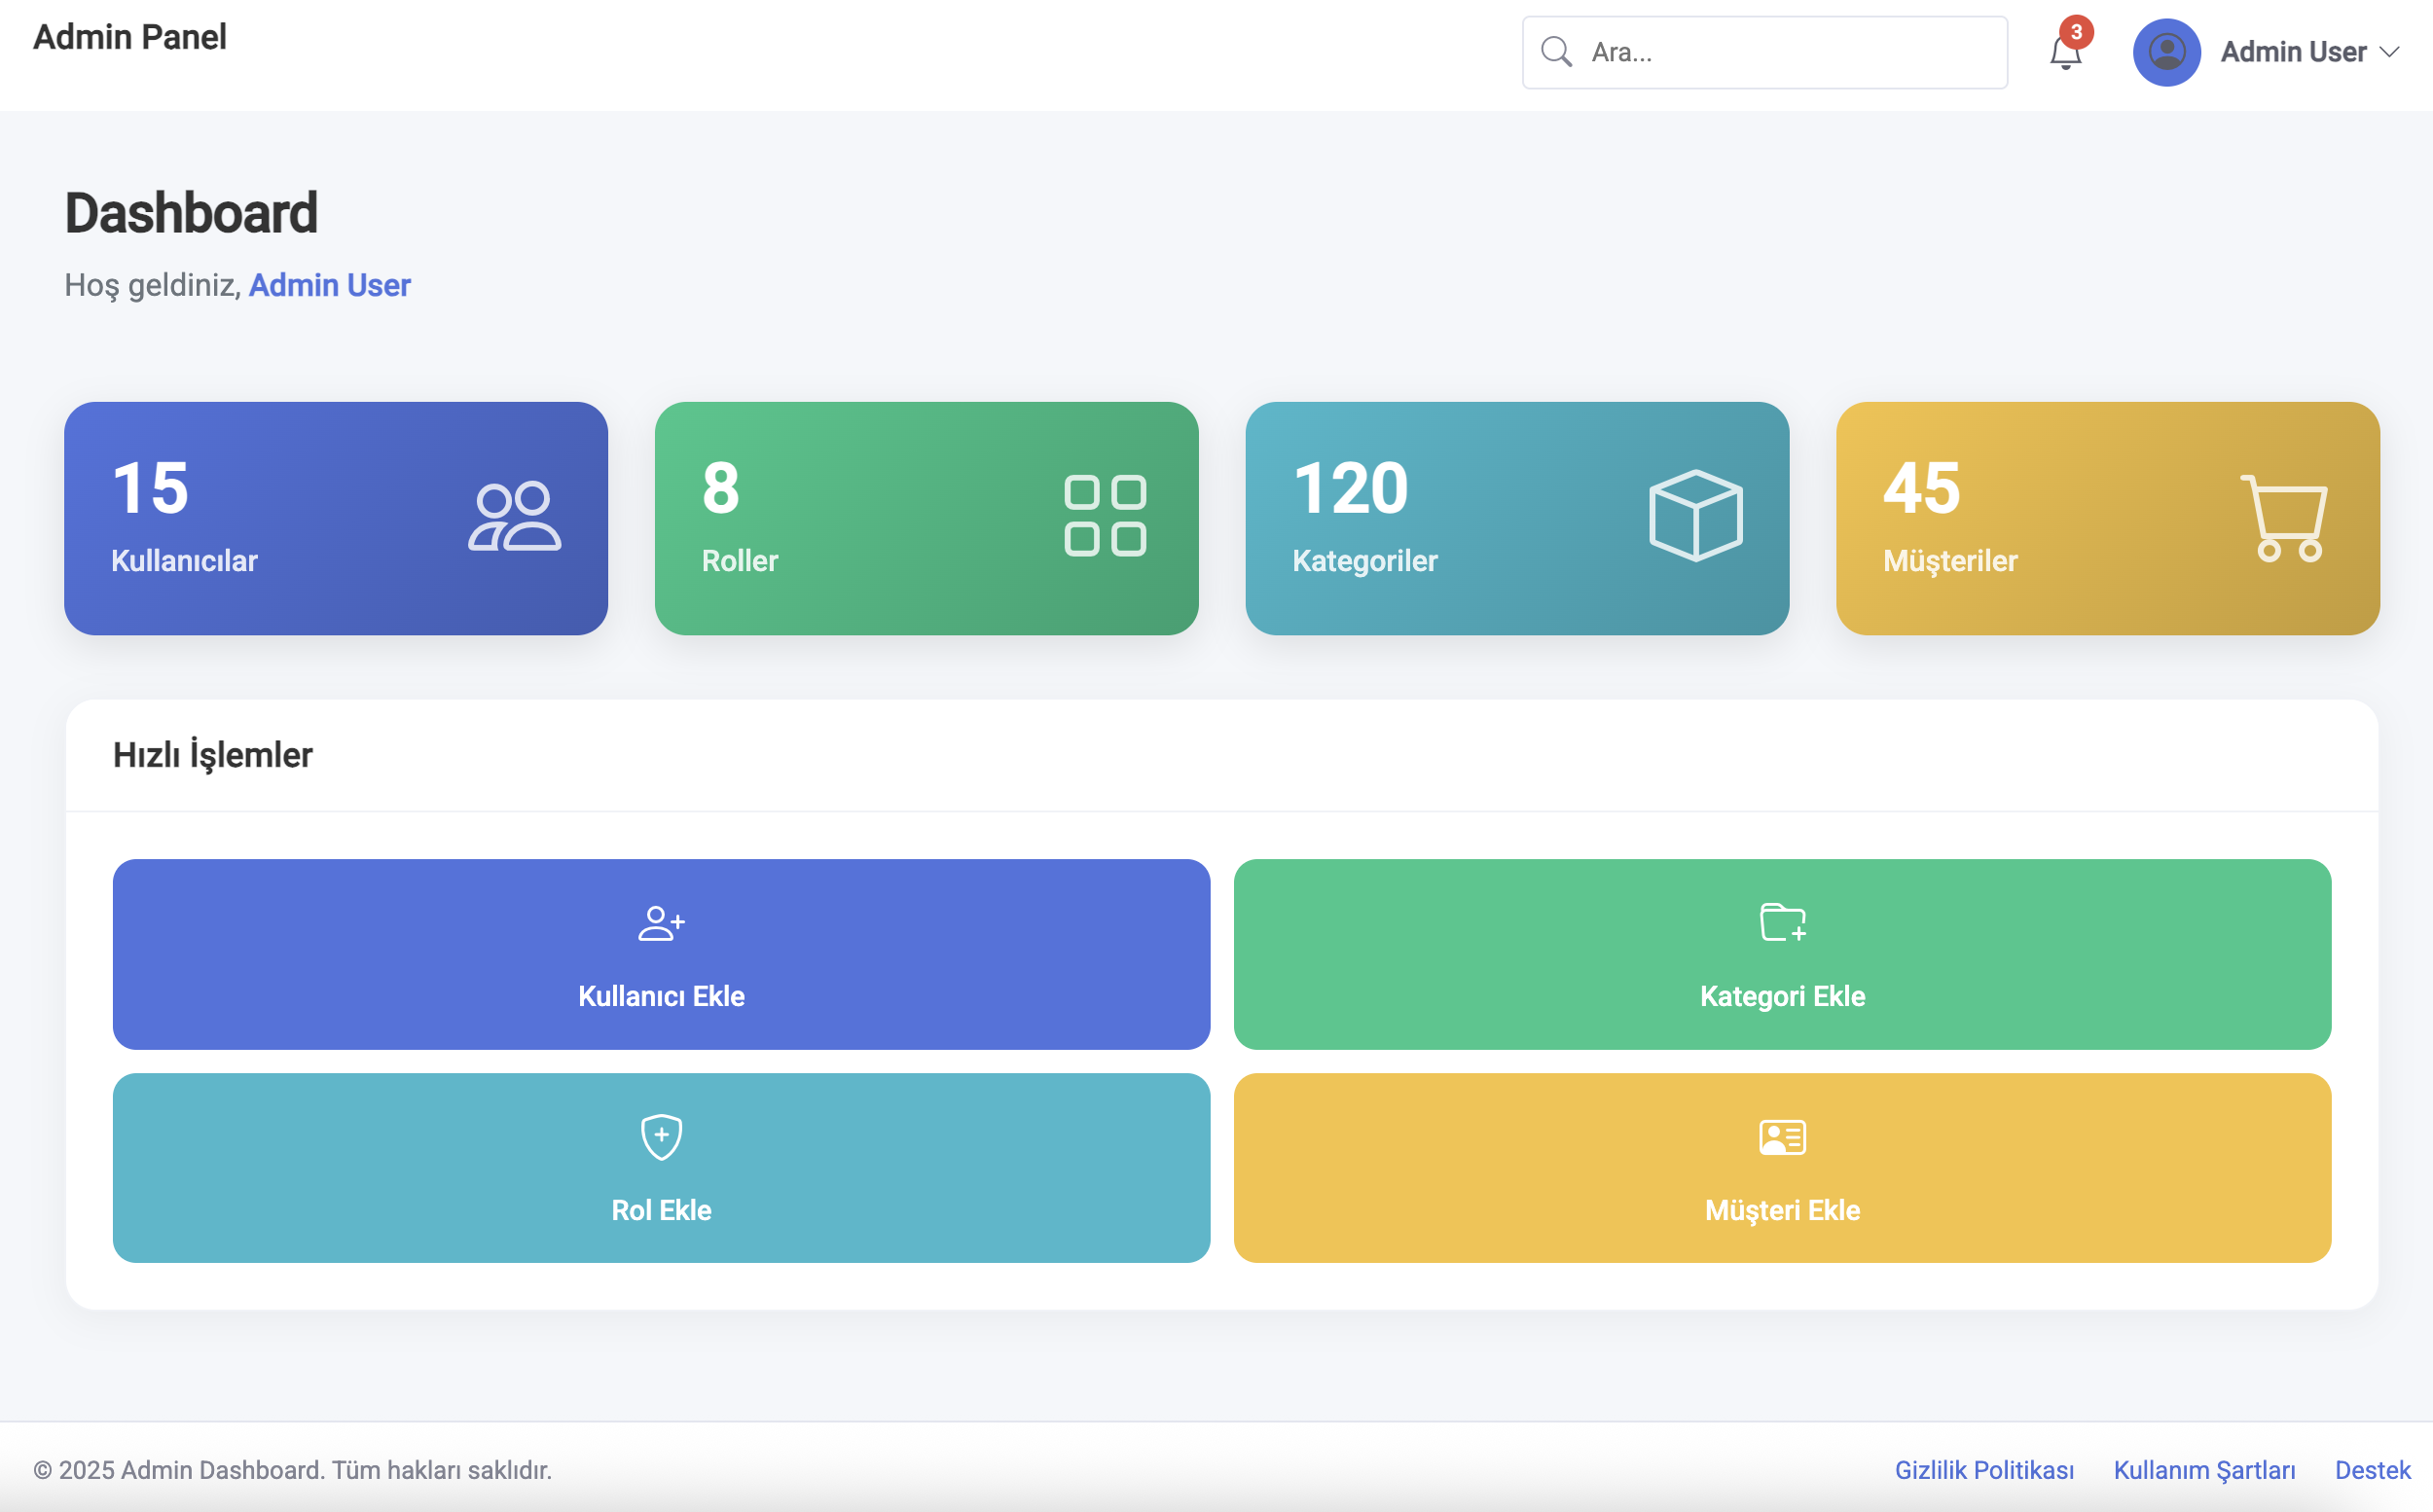 Admin Panel
Ara...
3
Admin User
Dashboard
Hoş geldiniz, Admin User
15
Kullanıcılar
8
Roller
120
Kategoriler
45
Müşteriler
Hızlı İşlemler
Kullanıcı Ekle
Kategori Ekle
Rol Ekle
Müşteri Ekle
© 2025 Admin Dashboard. Tüm hakları saklıdır.
Gizlilik Politikası
Kullanım Şartları
Destek